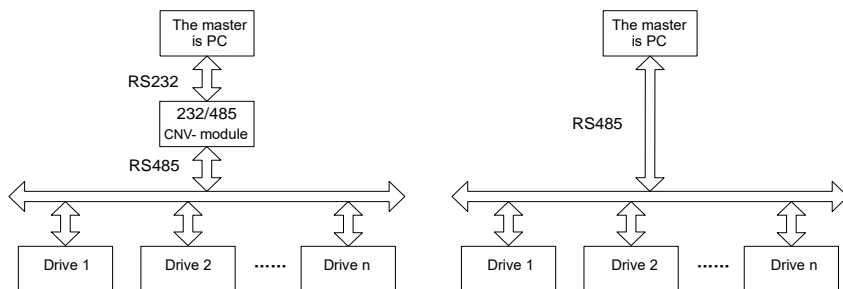 The master
is PC
RS232
232/485
CNV- module
RS485
Drive 1
Drive 2
......
Drive n
The master
is PC
RS485
Drive 1
Drive 2
......
Drive n